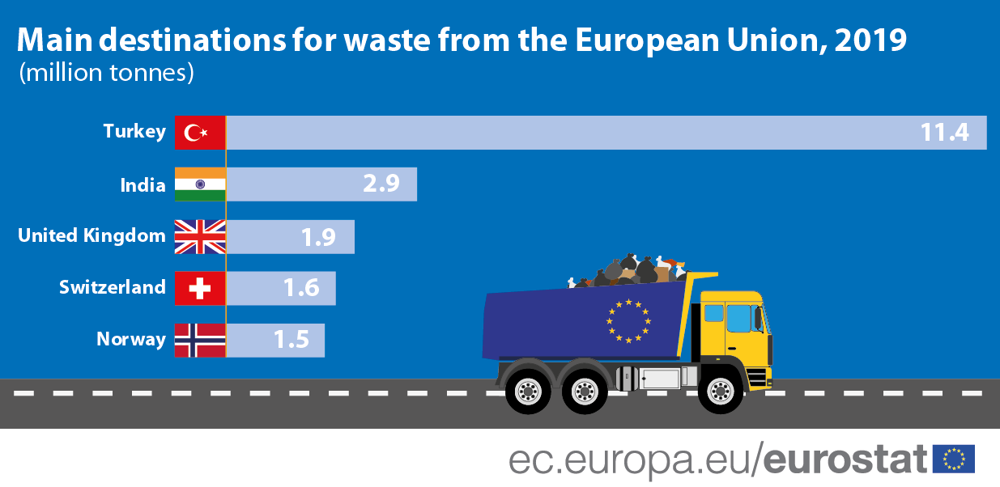 Main destinations for waste from the European Union, 2019
(million tonnes)
Turkey 11.4
India 2.9
United Kingdom 1.9
Switzerland 1.6
Norway 1.5
ec.europa.eu/eurostat